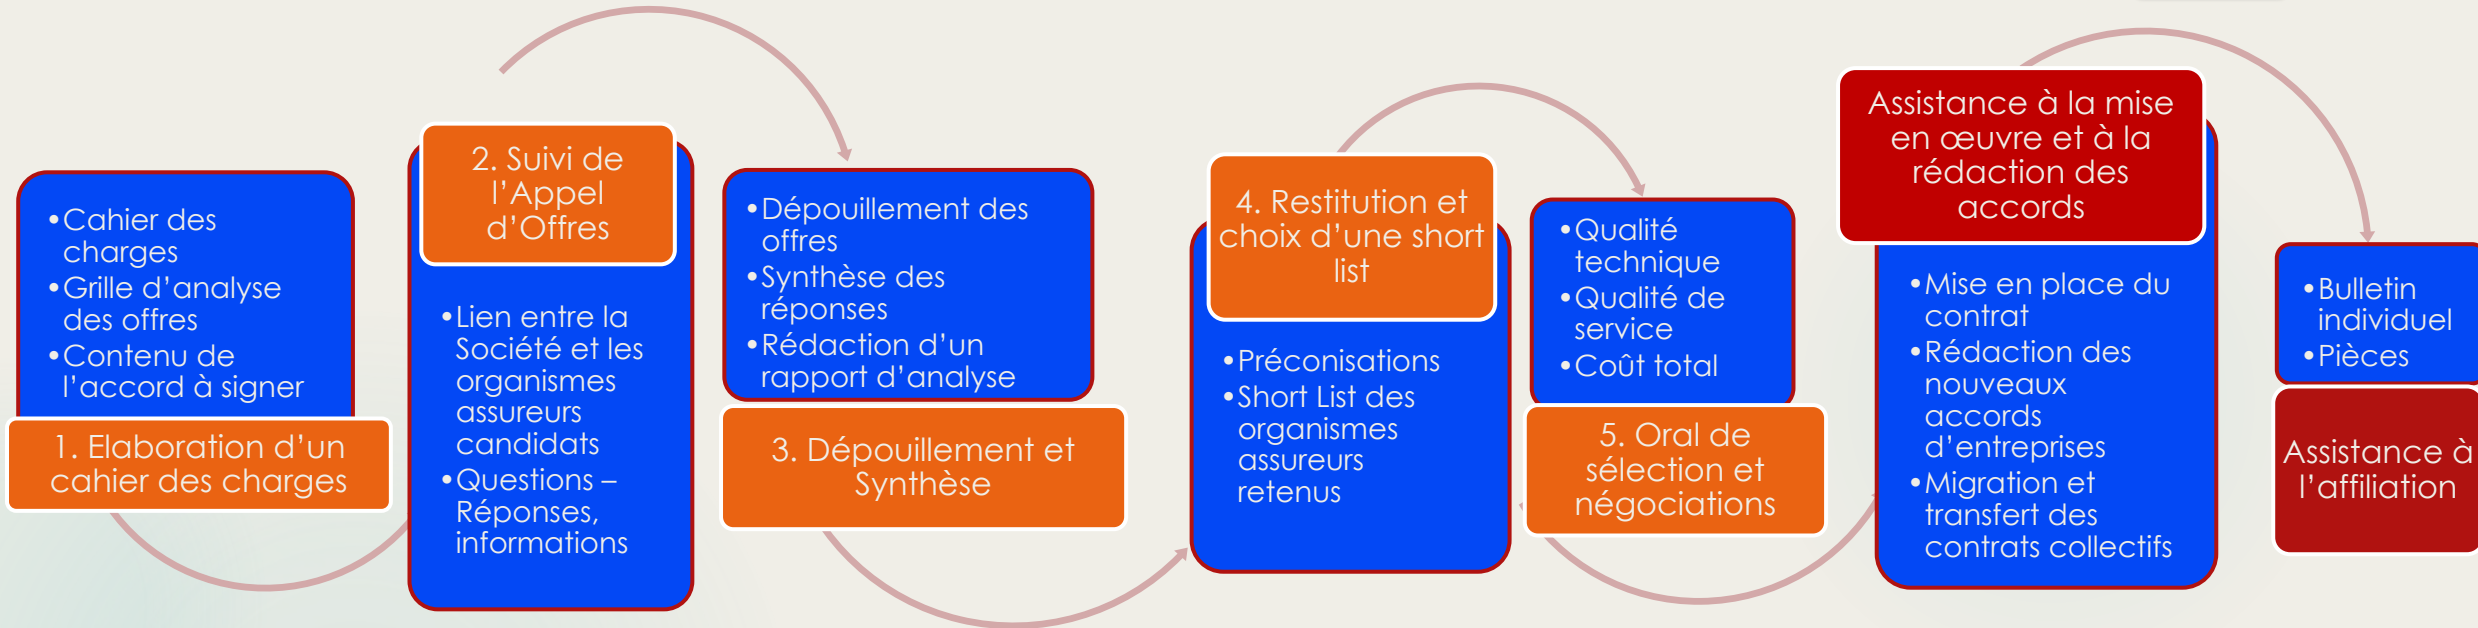 •Cahier des
charges
•Grille d’analyse
des offres
•Contenu de
l’accord à signer
1. Elaboration d’un
cahier des charges
2. Suivi de
l’Appel
d’Offres
•Lien entre la
Société et les
organismes
assureurs
candidats
•Questions –
Réponses,
informations
•Dépouillement des
offres
•Synthèse des
réponses
•Rédaction d’un
rapport d’analyse
3. Dépouillement et
Synthèse
4. Restitution et
choix d’une short
list
•Préconisations
•Short List des
organismes
assureurs
retenus
•Qualité
technique
•Qualité de
service
•Coût total
5. Oral de
sélection et
négociations
Assistance à la mise
en œuvre et à la
rédaction des
accords
•Mise en place du
contrat
•Rédaction des
nouveaux
accords
d’entreprises
•Migration et
transfert des
contrats collectifs
•Bulletin
individuel
•Pièces
Assistance à
l’affiliation